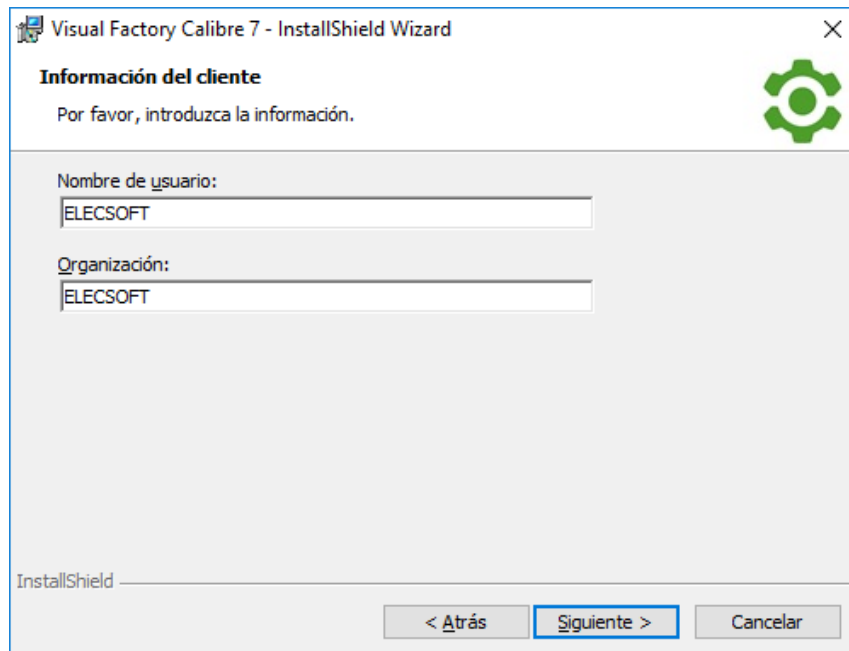 Visual Factory Calibre 7 - InstallShield Wizard
Información del cliente
Por favor, introduzca la información.
Nombre de usuario:
ELECSOFT
Organización:
ELECSOFT
InstallShield
< Atrás Siguiente > Cancelar